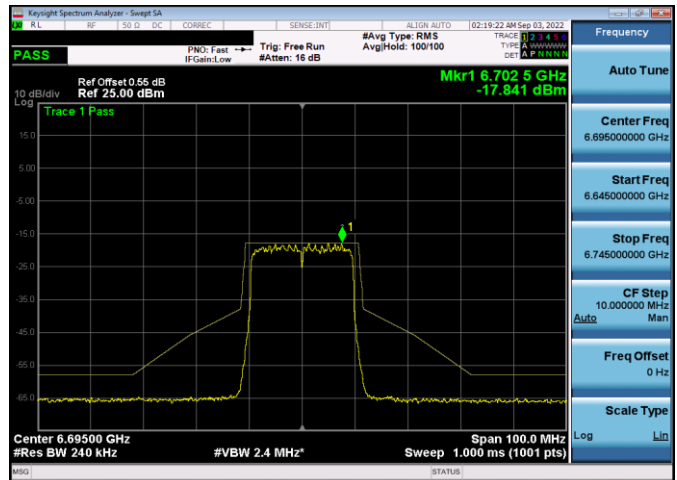 Keysight Spectrum Analyzer - Swept SA
RL RF 50 Ω DC CORREC SENSE:INT ALIGN AUTO 02:19:22 AM Sep 03, 2022
PASS
PNO: Fast
IFGain:Low
Trig: Free Run
#Atten: 16 dB
#Avg Type: RMS
Avg|Hold: 100/100
TRACE 1 2 3 4 5 6
TYPE A WWWWW
DET A P N N N N
Ref Offset 0.55 dB
10 dB/div Ref 25.00 dBm
Log
Mkr1 6.702 5 GHz
-17.841 dBm
Trace 1 Pass
15.0
5.00
-5.00
-15.0
1
-25.0
-35.0
-45.0
-55.0
-65.0
Center 6.69500 GHz Span 100.0 MHz
#Res BW 240 kHz #VBW 2.4 MHz* Sweep 1.000 ms (1001 pts)
MSG STATUS
Frequency
Auto Tune
Center Freq
6.695000000 GHz
Start Freq
6.645000000 GHz
Stop Freq
6.745000000 GHz
CF Step
10.000000 MHz
Auto Man
Freq Offset
0 Hz
Scale Type
Log Lin